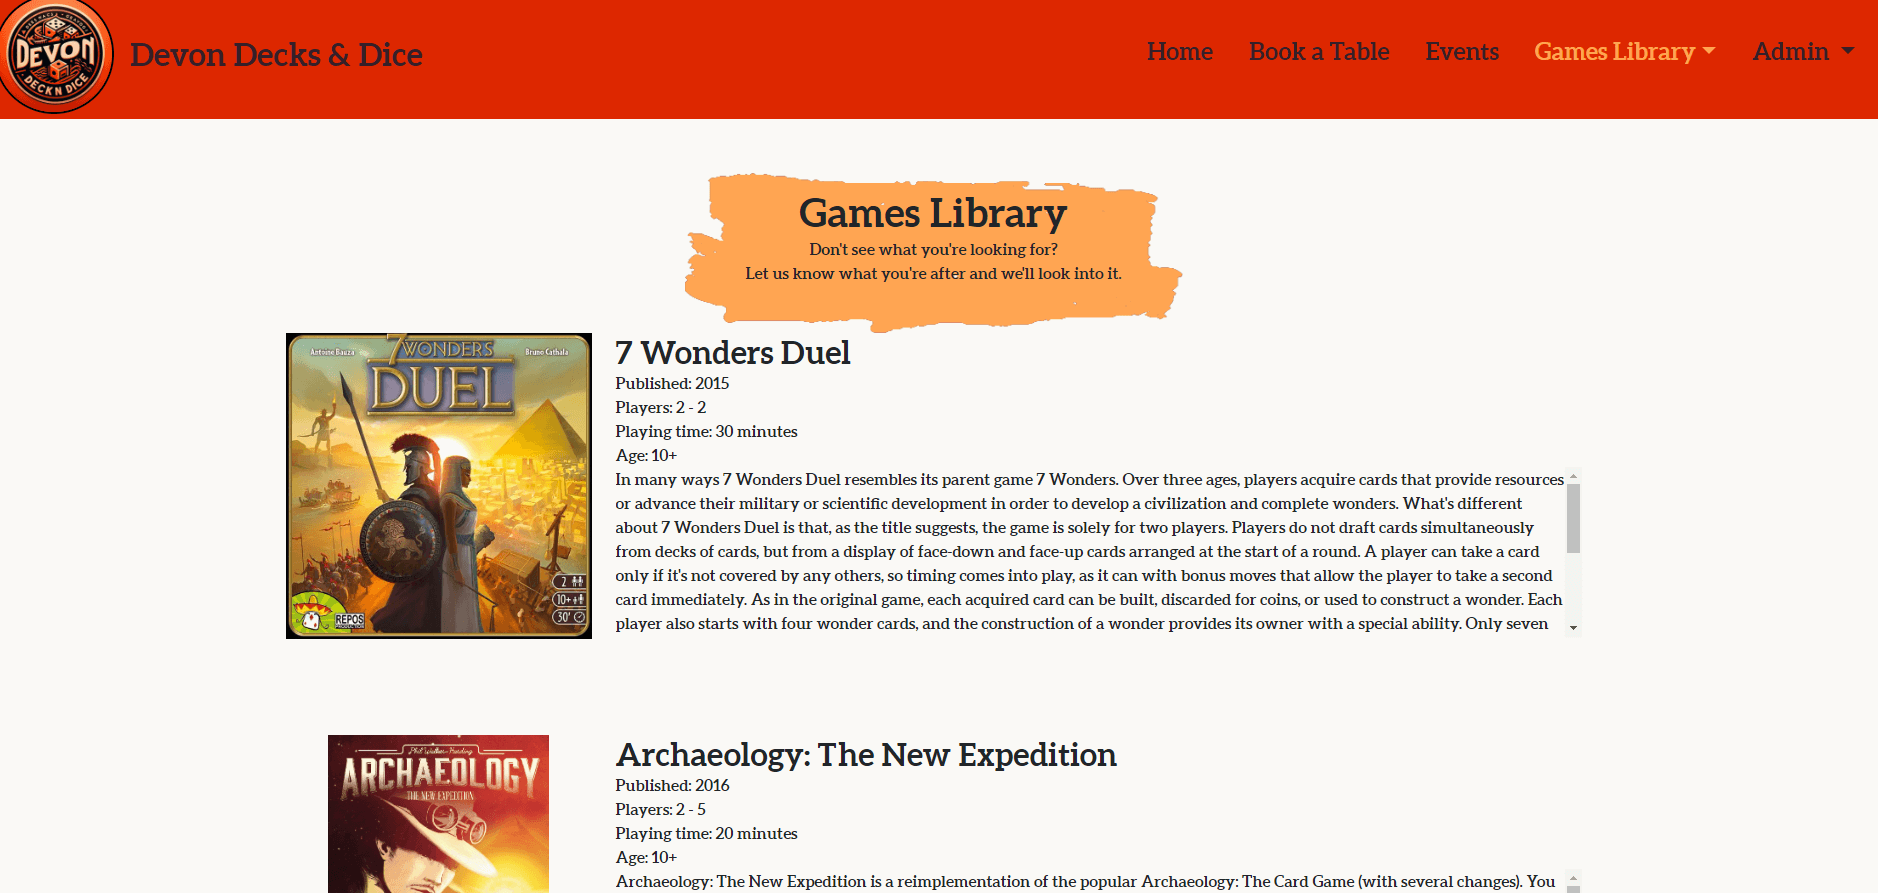 DEVON
DECKN DICE
Devon Decks & Dice
Home
Book a Table
Events
Games Library
Admin
Games Library
Don't see what you're looking for?
Let us know what you're after and we'll look into it.
Antoine Bauza
7 WONDERS
Bruno Cathala
DUEL
2
10+
30'
REPOS
7 Wonders Duel
Published: 2015
Players: 2 - 2
Playing time: 30 minutes
Age: 10+
In many ways 7 Wonders Duel resembles its parent game 7 Wonders. Over three ages, players acquire cards that provide resources
or advance their military or scientific development in order to develop a civilization and complete wonders. What's different
about 7 Wonders Duel is that, as the title suggests, the game is solely for two players. Players do not draft cards simultaneously
from decks of cards, but from a display of face-down and face-up cards arranged at the start of a round. A player can take a card
only if it's not covered by any others, so timing comes into play, as it can with bonus moves that allow the player to take a second
card immediately. As in the original game, each acquired card can be built, discarded for coins, or used to construct a wonder. Each
player also starts with four wonder cards, and the construction of a wonder provides its owner with a special ability. Only seven
Phil Walker-Harding
ARCHAEOLOGY
THE NEW EXPEDITION
Archaeology: The New Expedition
Published: 2016
Players: 2 - 5
Playing time: 20 minutes
Age: 10+
Archaeology: The New Expedition is a reimplementation of the popular Archaeology: The Card Game (with several changes). You